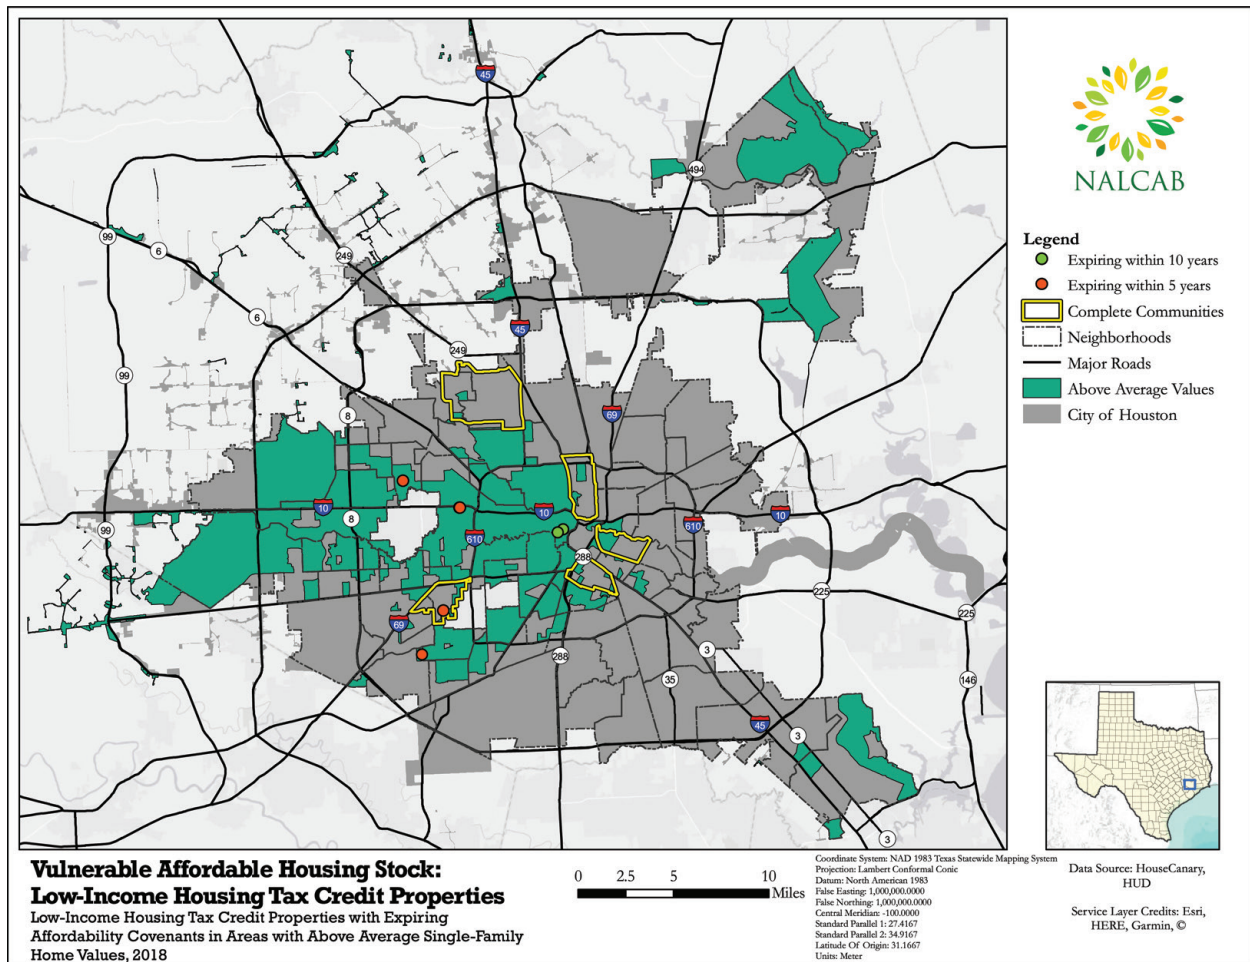 45
494
99
6
249
6
45
249
99
8
69
10
8
10
10
99
610
610
288
225
69
225
3
288
35
146
45
3
3
NALCAB
Legend
Expiring within 10 years
Expiring within 5 years
Complete Communities
Neighborhoods
Major Roads
Above Average Values
City of Houston
Vulnerable Affordable Housing Stock:
Low-Income Housing Tax Credit Properties
Low-Income Housing Tax Credit Properties with Expiring
Affordability Covenants in Areas with Above Average Single-Family
Home Values, 2018
0 2.5 5 10
Miles
Coordinate System: NAD 1983 Texas Statewide Mapping System
Projection: Lambert Conformal Conic
Datum: North American 1983
False Easting: 1,000,000.0000
False Northing: 1,000,000.0000
Central Meridian: -100.0000
Standard Parallel 1: 27.4167
Standard Parallel 2: 34.9167
Latitude Of Origin: 31.1667
Units: Meter
Data Source: HouseCanary,
HUD
Service Layer Credits: Esri,
HERE, Garmin, ©